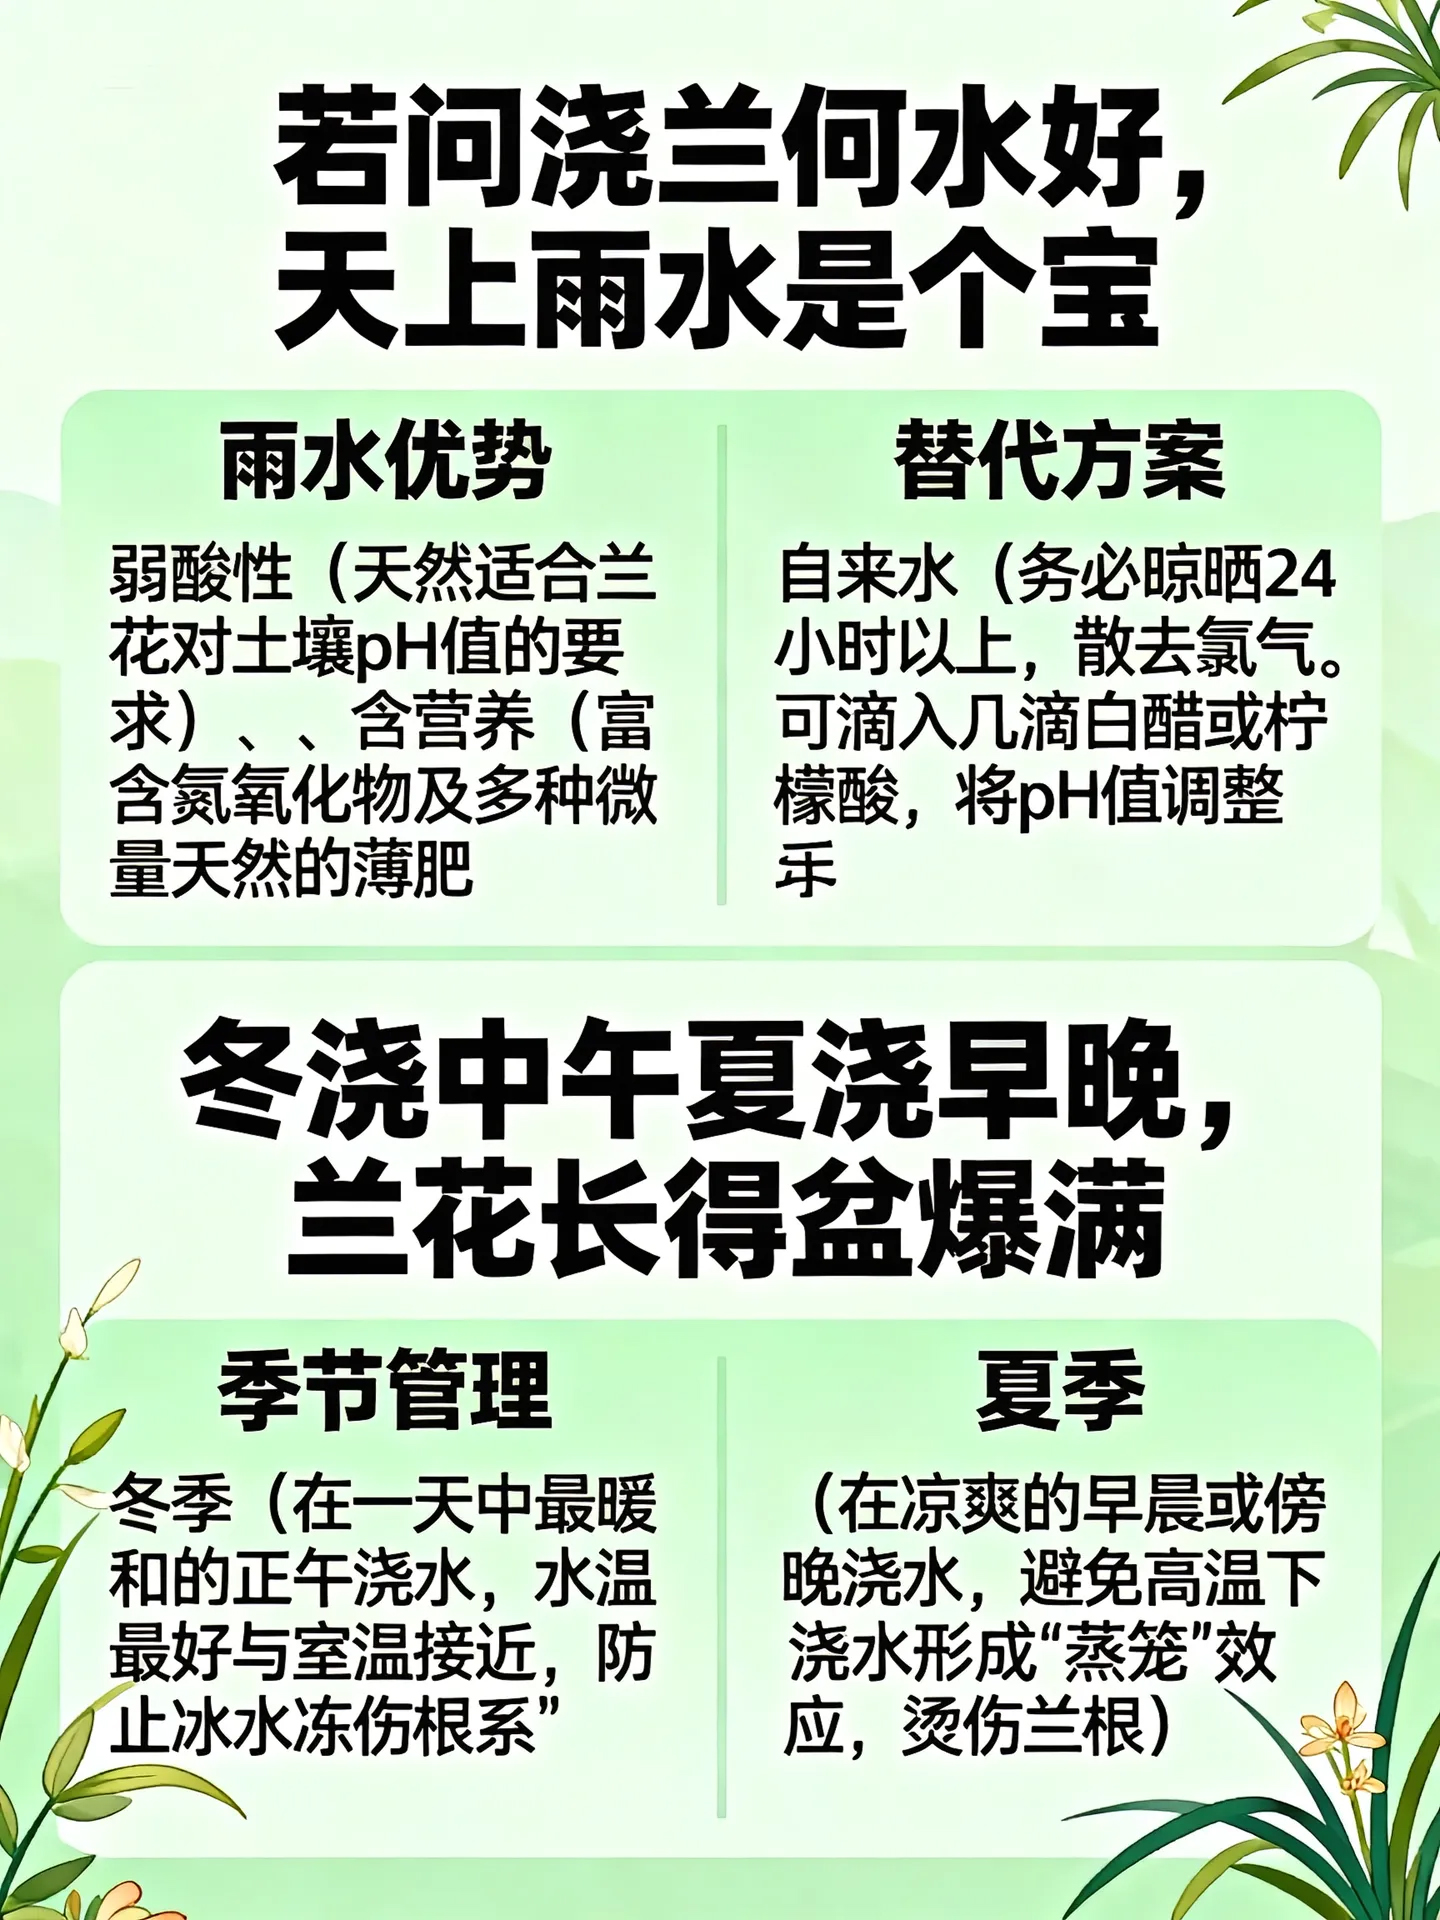 若问浇兰何水好，
天上雨水是个宝
雨水优势
弱酸性（天然适合兰
花对土壤pH值的要
求）、、含营养（富
含氮氧化物及多种微
量天然的薄肥
替代方案
自来水（务必晾晒24
小时以上，散去氯气。
可滴入几滴白醋或柠
檬酸，将pH值调整
冬浇中午夏浇早晚，
兰花长得盆爆满
季节管理
冬季（在一天中最暖
和的正午浇水，水温
最好与室温接近，防
止冰水冻伤根系”
夏季
（在凉爽的早晨或傍
晚浇水，避免高温下
浇水形成“蒸笼”效
应，烫伤兰根）